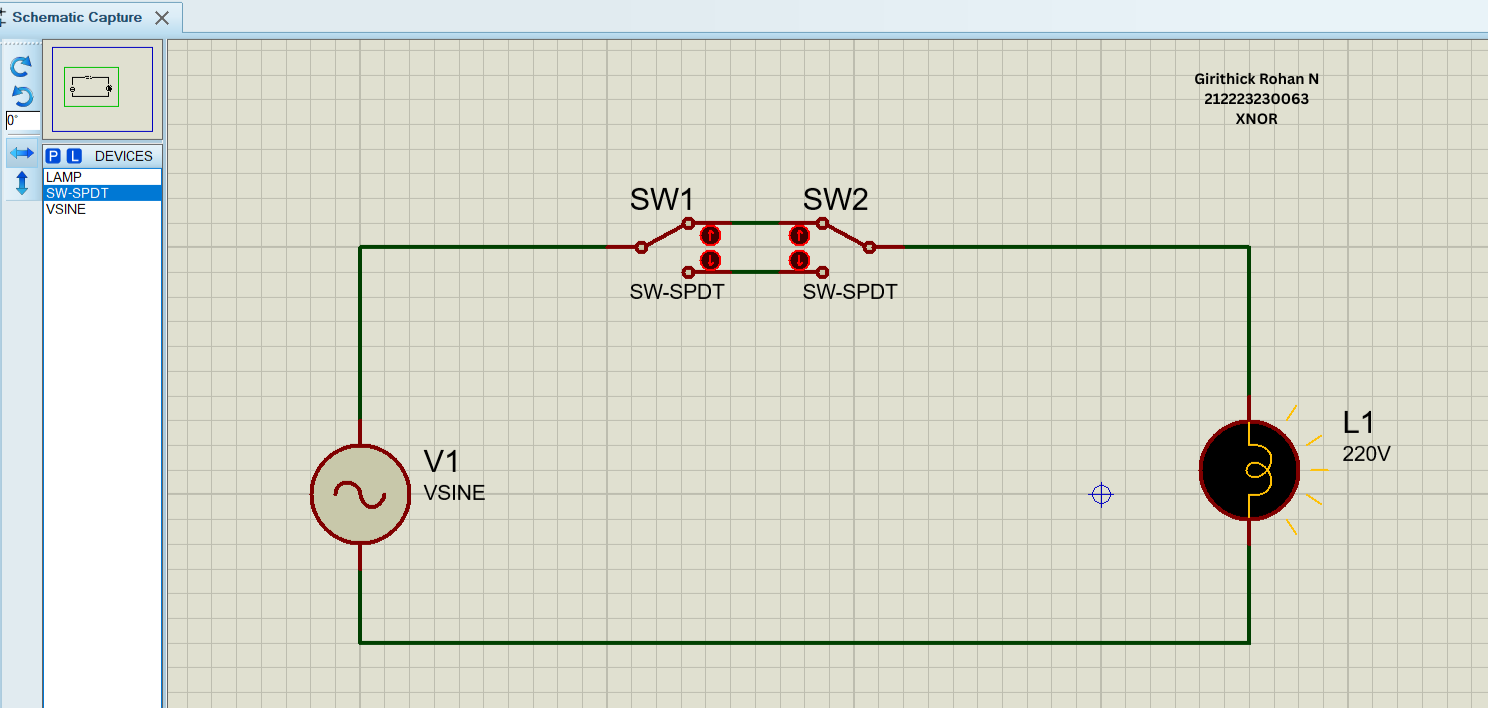 Schematic Capture
Girithick Rohan N
212223230063
XNOR
0°
P L DEVICES
LAMP
SW-SPDT
VSINE
SW1 SW2
SW-SPDT SW-SPDT
V1
VSINE
L1
220V